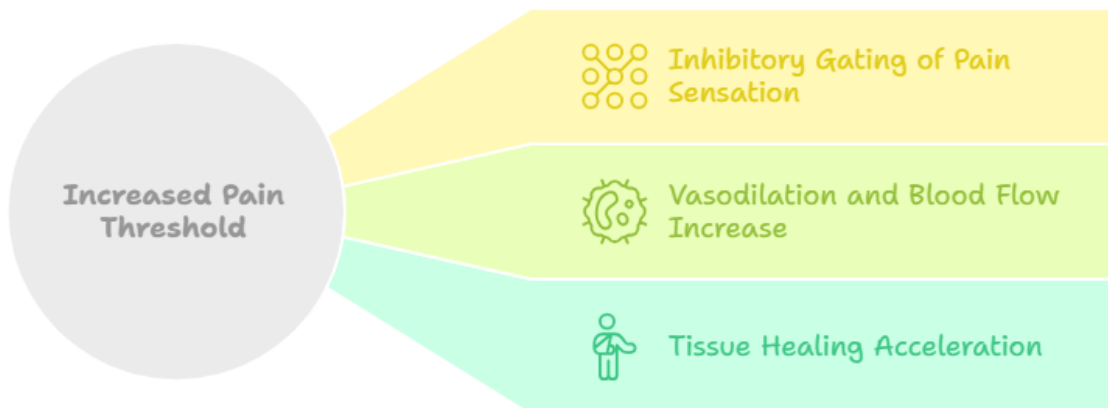 Increased Pain
Threshold
Inhibitory Gating of Pain
Sensation
Vasodilation and Blood Flow
Increase
Tissue Healing Acceleration